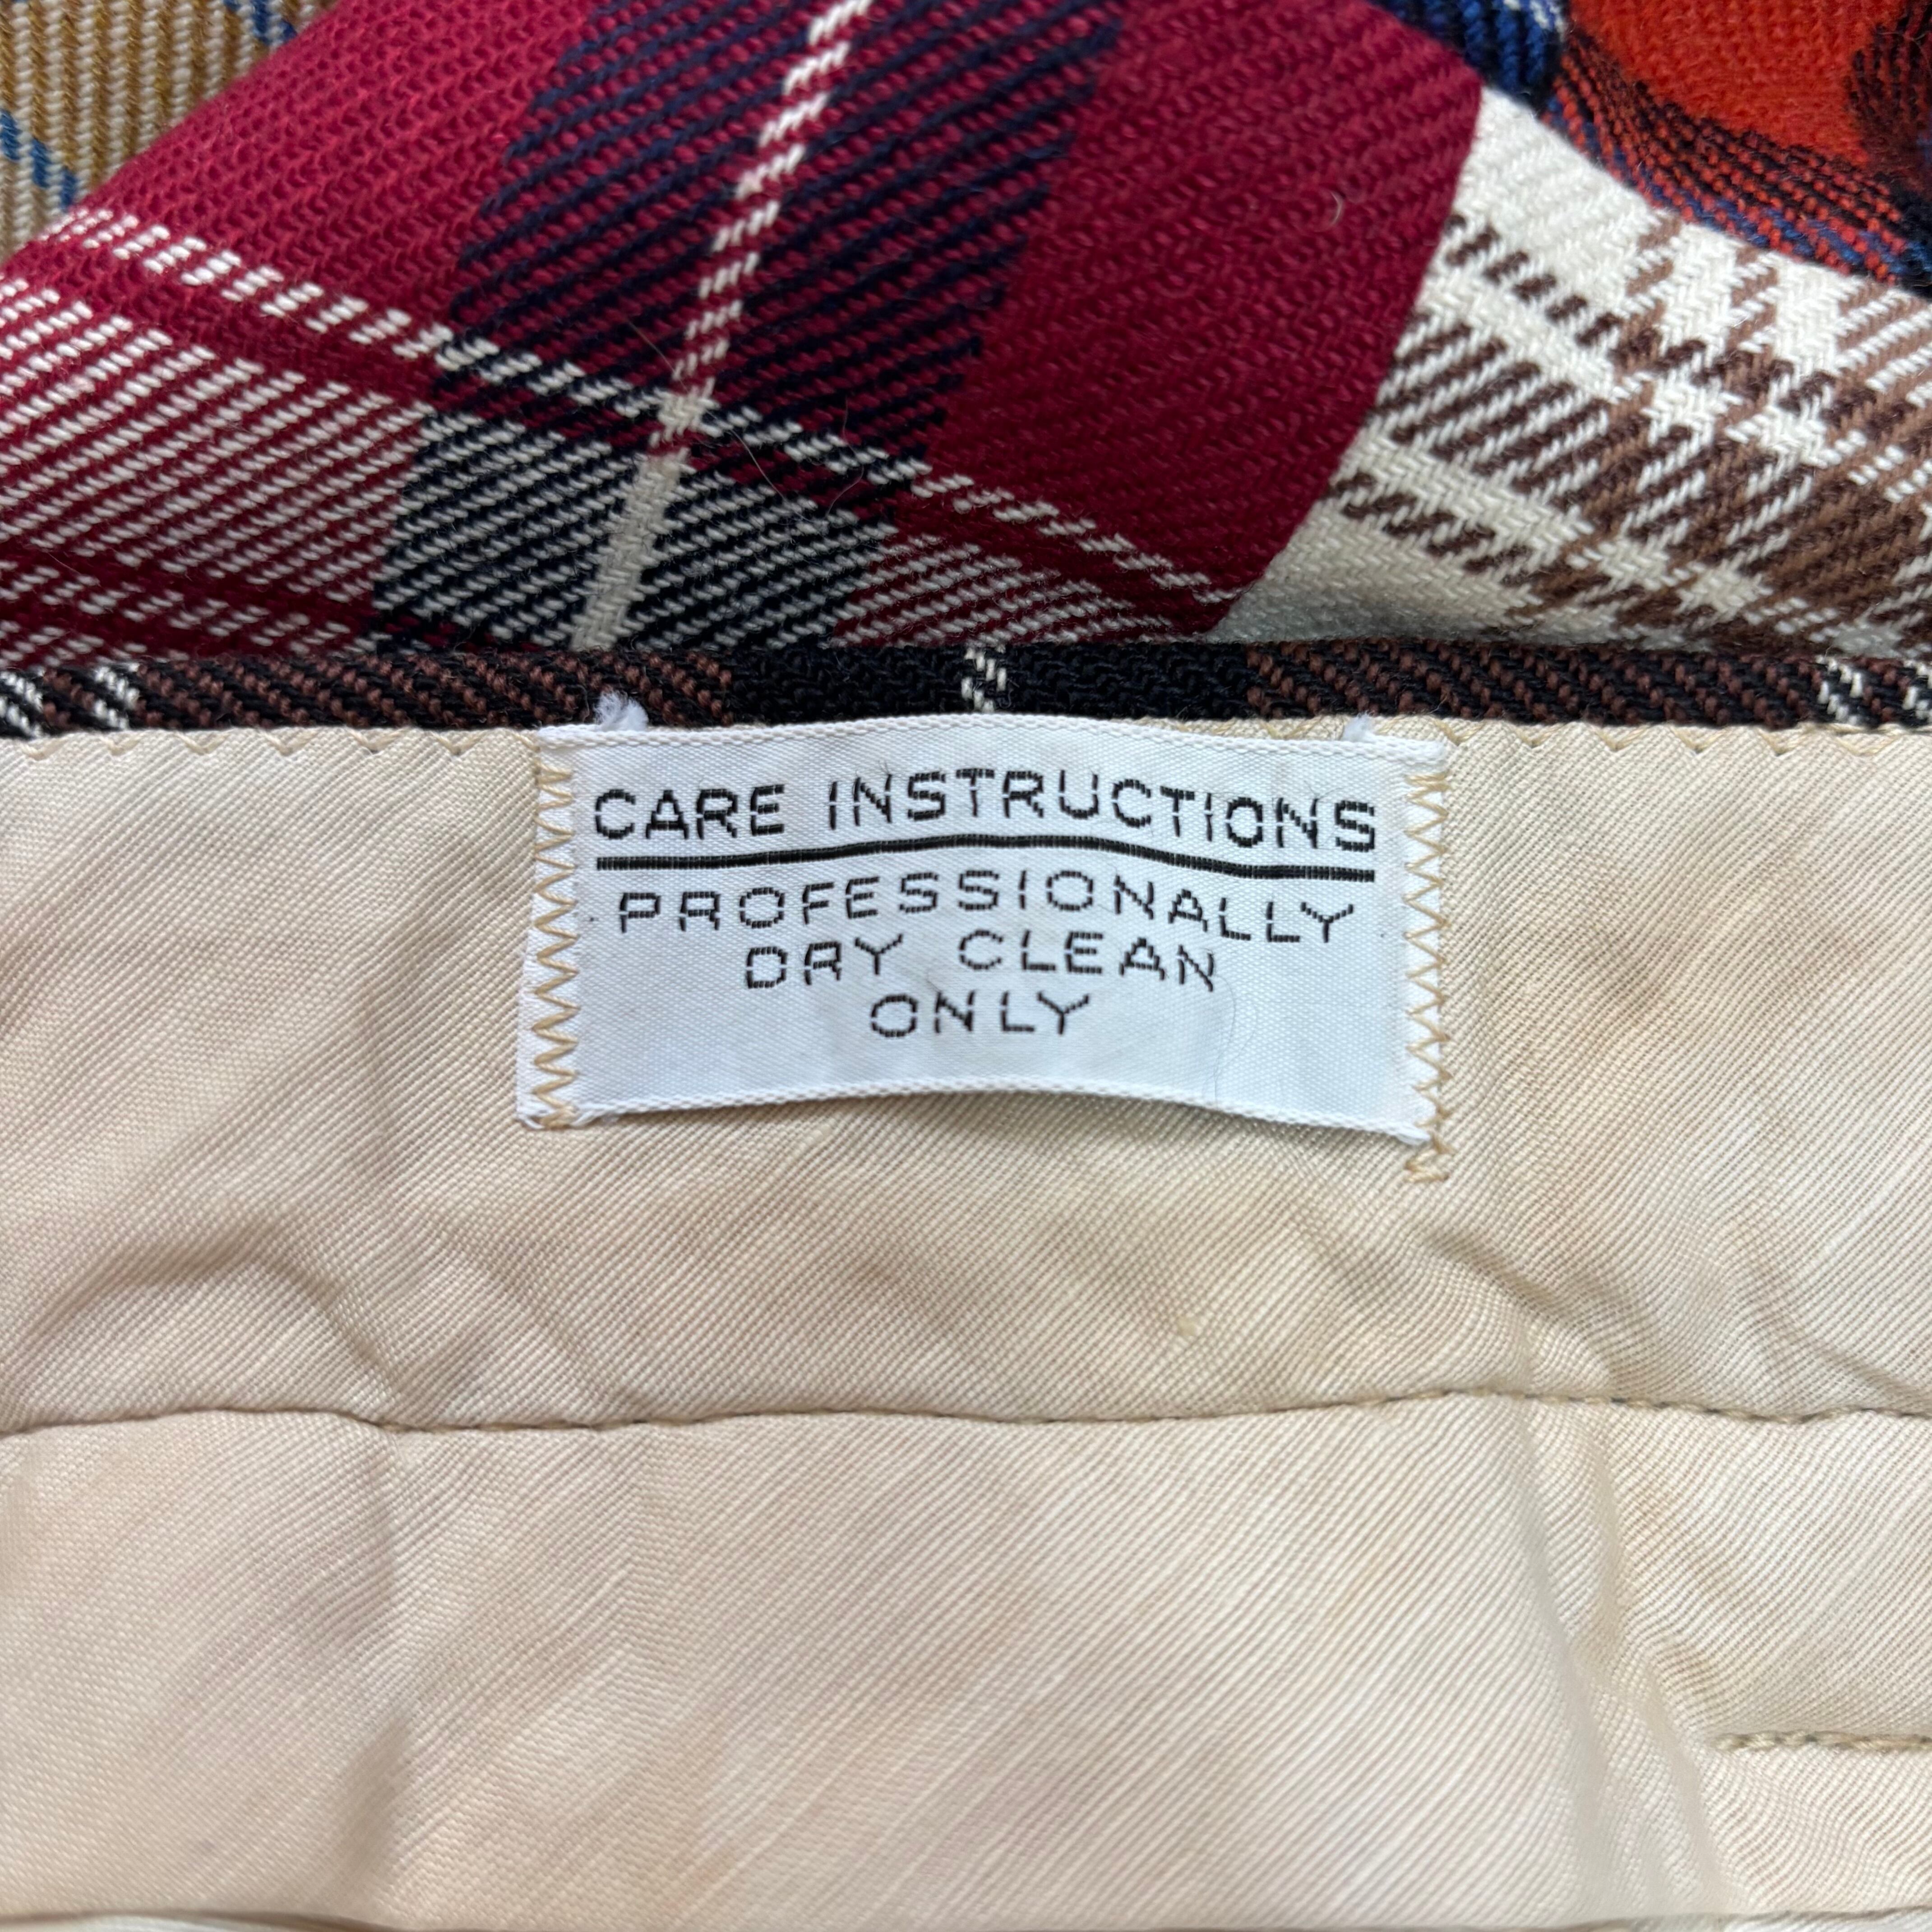 CARE INSTRUCTIONS
PROFESSIONALLY
DRY CLEAN
ONLY